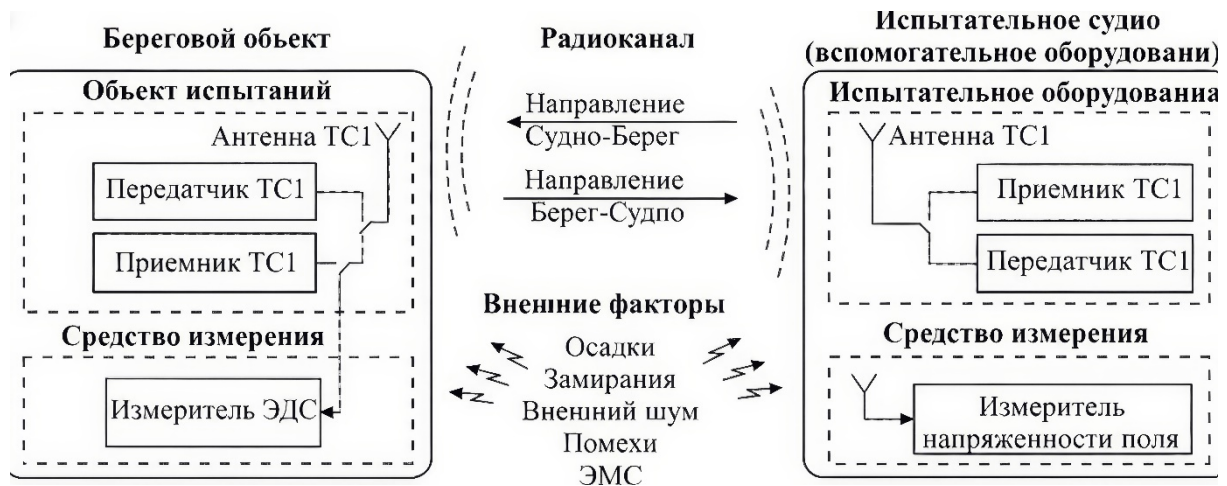 Береговой обьект
Объект испытаний
Антенна ТС1
Передатчик ТС1
Приемник ТС1
Средство измерения
Измеритель ЭДС
Радиоканал
Направление
Судно-Берег
Направление
Берег-Судпо
Внешние факторы
Осадки
Замирания
Внешний шум
Помехи
ЭМС
Испытательное судио
(вспомогательное оборудовани)
Испытательное оборудованиа
Антенна ТС1
Приемник ТС1
Передатчик ТС1
Средство измерения
Измеритель
напряженности поля